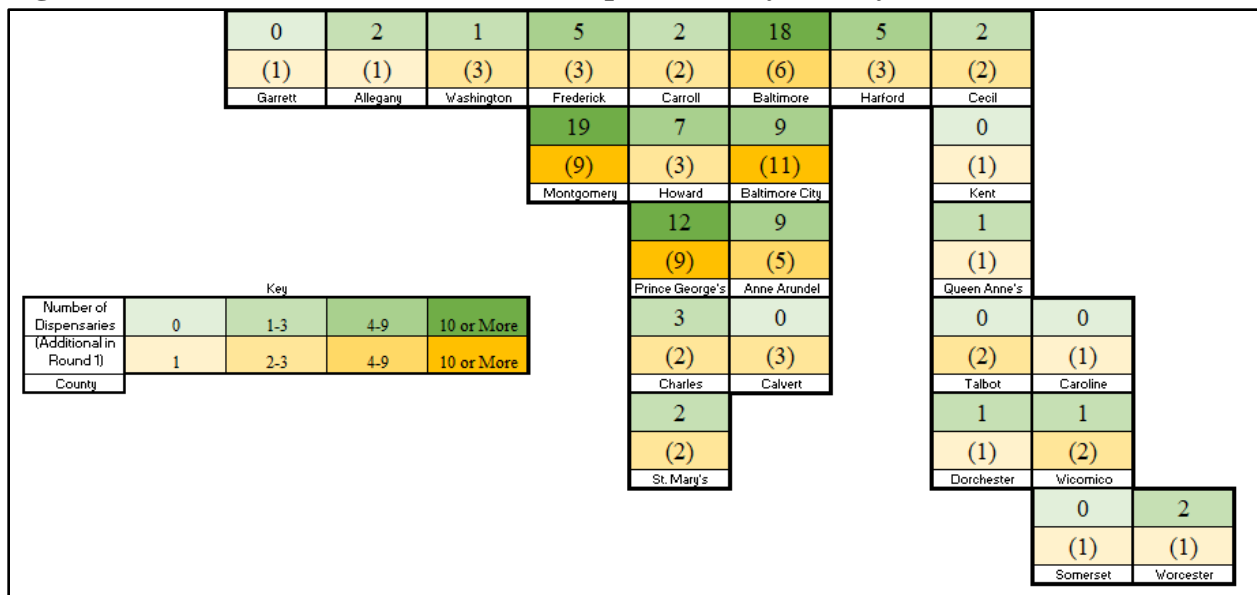 0 2 1 5 2 18 5 2
(1) (1) (3) (3) (2) (6) (3) (2)
Garrett Allegany Washington Frederick Carroll Baltimore Harford Cecil
19 7 9 0
(9) (3) (11) (1)
Montgomery Howard Baltimore City Kent
12 9 1
(9) (5) (1)
Prince George's Anne Arundel Queen Anne's
3 0 0 0
(2) (3) (2) (1)
Charles Calvert Talbot Caroline
2 1 1
(2) (1) (2)
St. Mary's Dorchester Wicomico
0 2
(1) (1)
Somerset Worcester
Key
Number of
Dispensaries 0 1-3 4-9 10 or More
(Additional in
Round 1) 1 2-3 4-9 10 or More
County